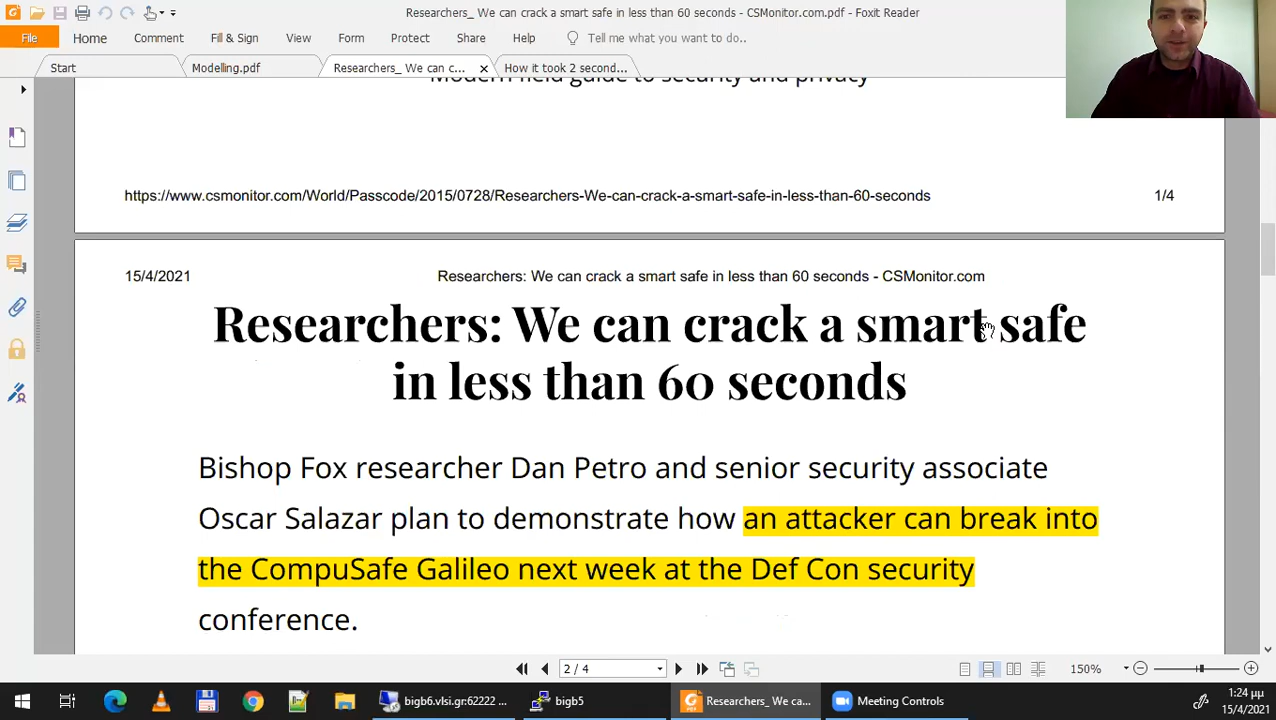 Researchers_ We can crack a smart safe in less than 60 seconds - CSMonitor.com.pdf - Foxit Reader
File Home Comment Fill & Sign View Form Protect Share Help Tell me what you want to do..
Start Modelling.pdf Researchers_ We can c... How it took 2 second...
Modern field guide to security and privacy
https://www.csmonitor.com/World/Passcode/2015/0728/Researchers-We-can-crack-a-smart-safe-in-less-than-60-seconds 1/4
15/4/2021 Researchers: We can crack a smart safe in less than 60 seconds - CSMonitor.com
Researchers: We can crack a smart safe
in less than 60 seconds
Bishop Fox researcher Dan Petro and senior security associate
Oscar Salazar plan to demonstrate how an attacker can break into
the CompuSafe Galileo next week at the Def Con security
conference.
2 / 4 150%
bigb6.vlsi.gr:62222 ... bigb5 Researchers_ We ca... Meeting Controls 1:24 μμ
15/4/2021